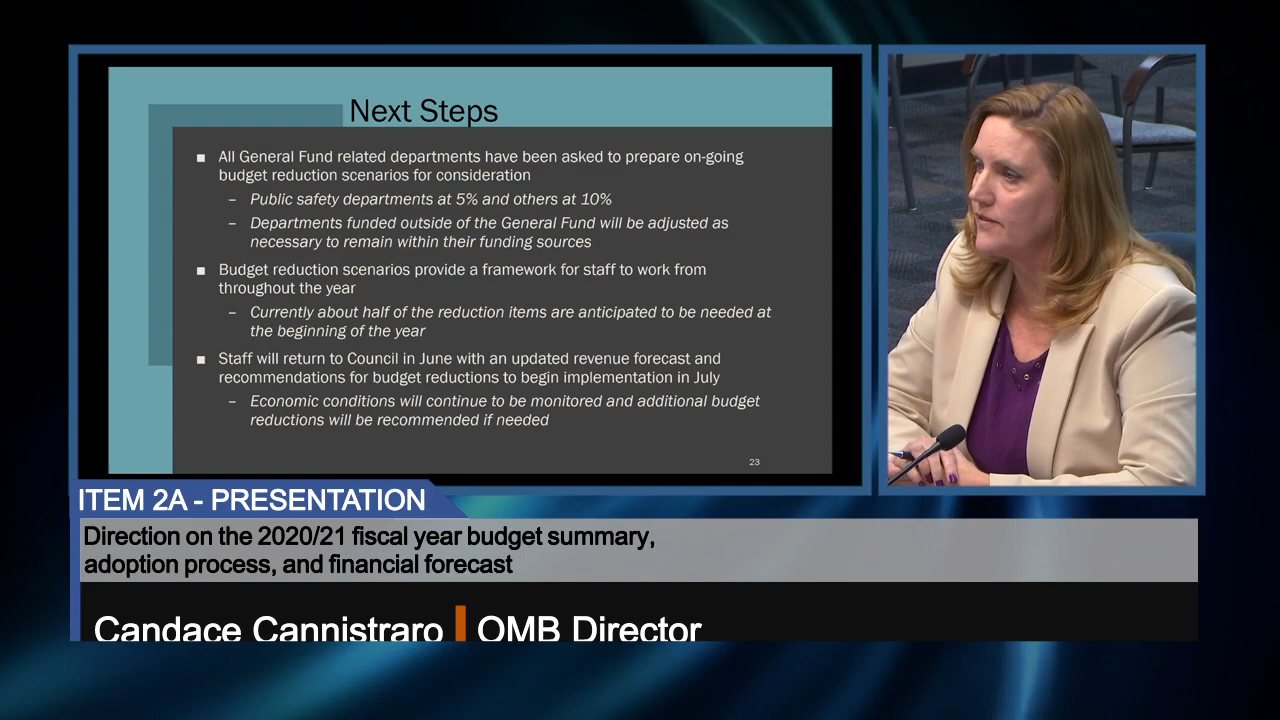 Next Steps
▪ All General Fund related departments have been asked to prepare on-going
budget reduction scenarios for consideration
– Public safety departments at 5% and others at 10%
– Departments funded outside of the General Fund will be adjusted as
necessary to remain within their funding sources
▪ Budget reduction scenarios provide a framework for staff to work from
throughout the year
– Currently about half of the reduction items are anticipated to be needed at
the beginning of the year
▪ Staff will return to Council in June with an updated revenue forecast and
recommendations for budget reductions to begin implementation in July
– Economic conditions will continue to be monitored and additional budget
reductions will be recommended if needed
23
ITEM 2A - PRESENTATION
Direction on the 2020/21 fiscal year budget summary,
adoption process, and financial forecast
Candace Cannistraro OMB Director